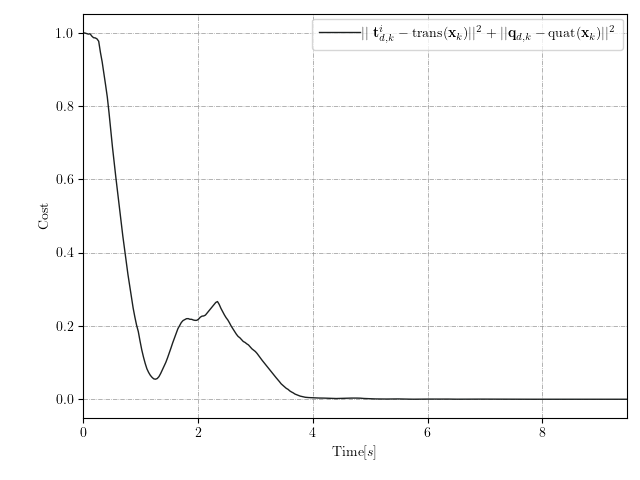 || 𝐭^i_{d,k} − trans(𝐱_k)||^2 + ||𝐪_{d,k} − quat(𝐱_k)||^2
1.0
0.8
0.6
0.4
0.2
0.0
Cost
0 2 4 6 8
Time[s]